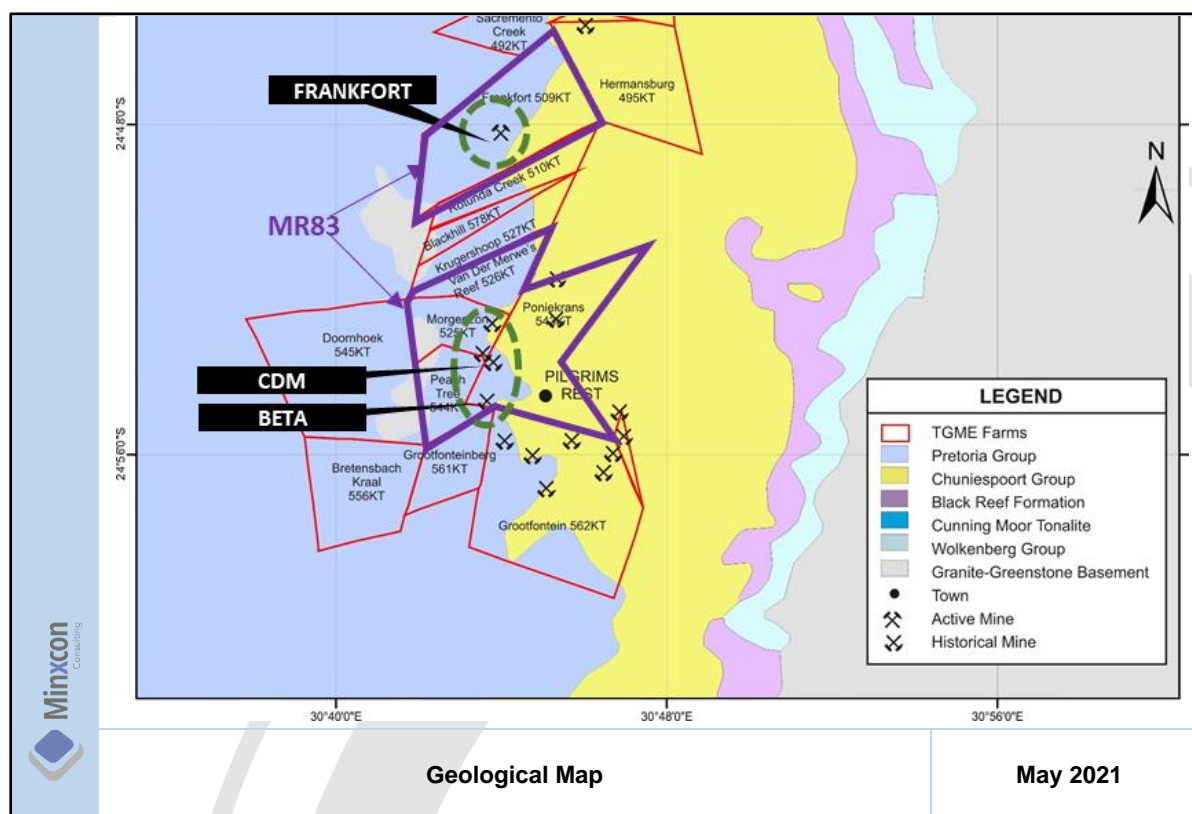 Sacremento
Creek
492KT
Hermansburg
495KT
FRANKFORT
Frankfort 509KT
24°48'0"S
N
Rotunda Creek 510KT
MR83
Blackhill 578KT
Krugershoop 527KT
Van Der Merwe's
Reef 526KT
Morgenzon
525KT
Poniekrans
Doornhoek
545KT
CDM
Peach
Tree
544K
PILGRIMS
REST
BETA
24°56'0"S
Grootfonteinberg
561KT
Bretensbach
Kraal
556KT
Grootfontein 562KT
LEGEND
TGME Farms
Pretoria Group
Chuniespoort Group
Black Reef Formation
Cunning Moor Tonalite
Wolkenberg Group
Granite-Greenstone Basement
Town
Active Mine
Historical Mine
30°40'0"E
30°48'0"E
30°56'0"E
Minxcon
Consulting
Geological Map
May 2021